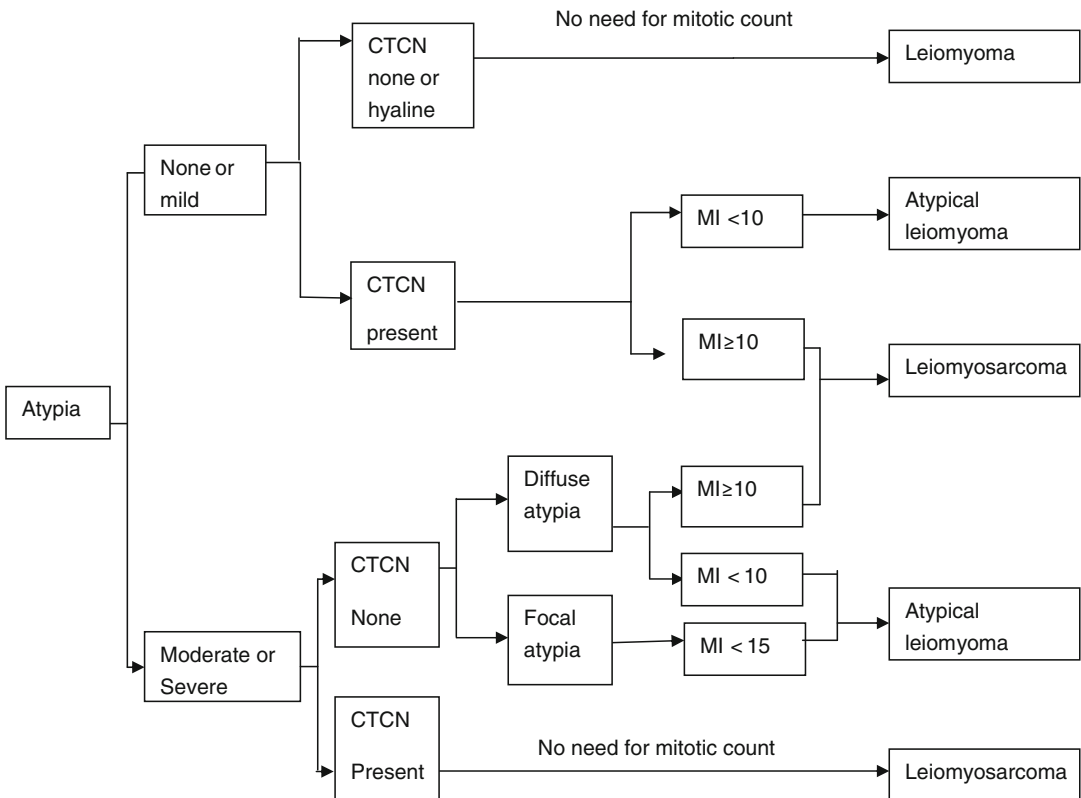 No need for mitotic count
CTCN
none or
hyaline
Leiomyoma
None or
mild
MI <10
Atypical
leiomyoma
CTCN
present
MI≥10
Leiomyosarcoma
Atypia
Diffuse
atypia
MI≥10
CTCN
None
MI < 10
Focal
atypia
MI < 15
Atypical
leiomyoma
Moderate or
Severe
CTCN
Present
No need for mitotic count
Leiomyosarcoma